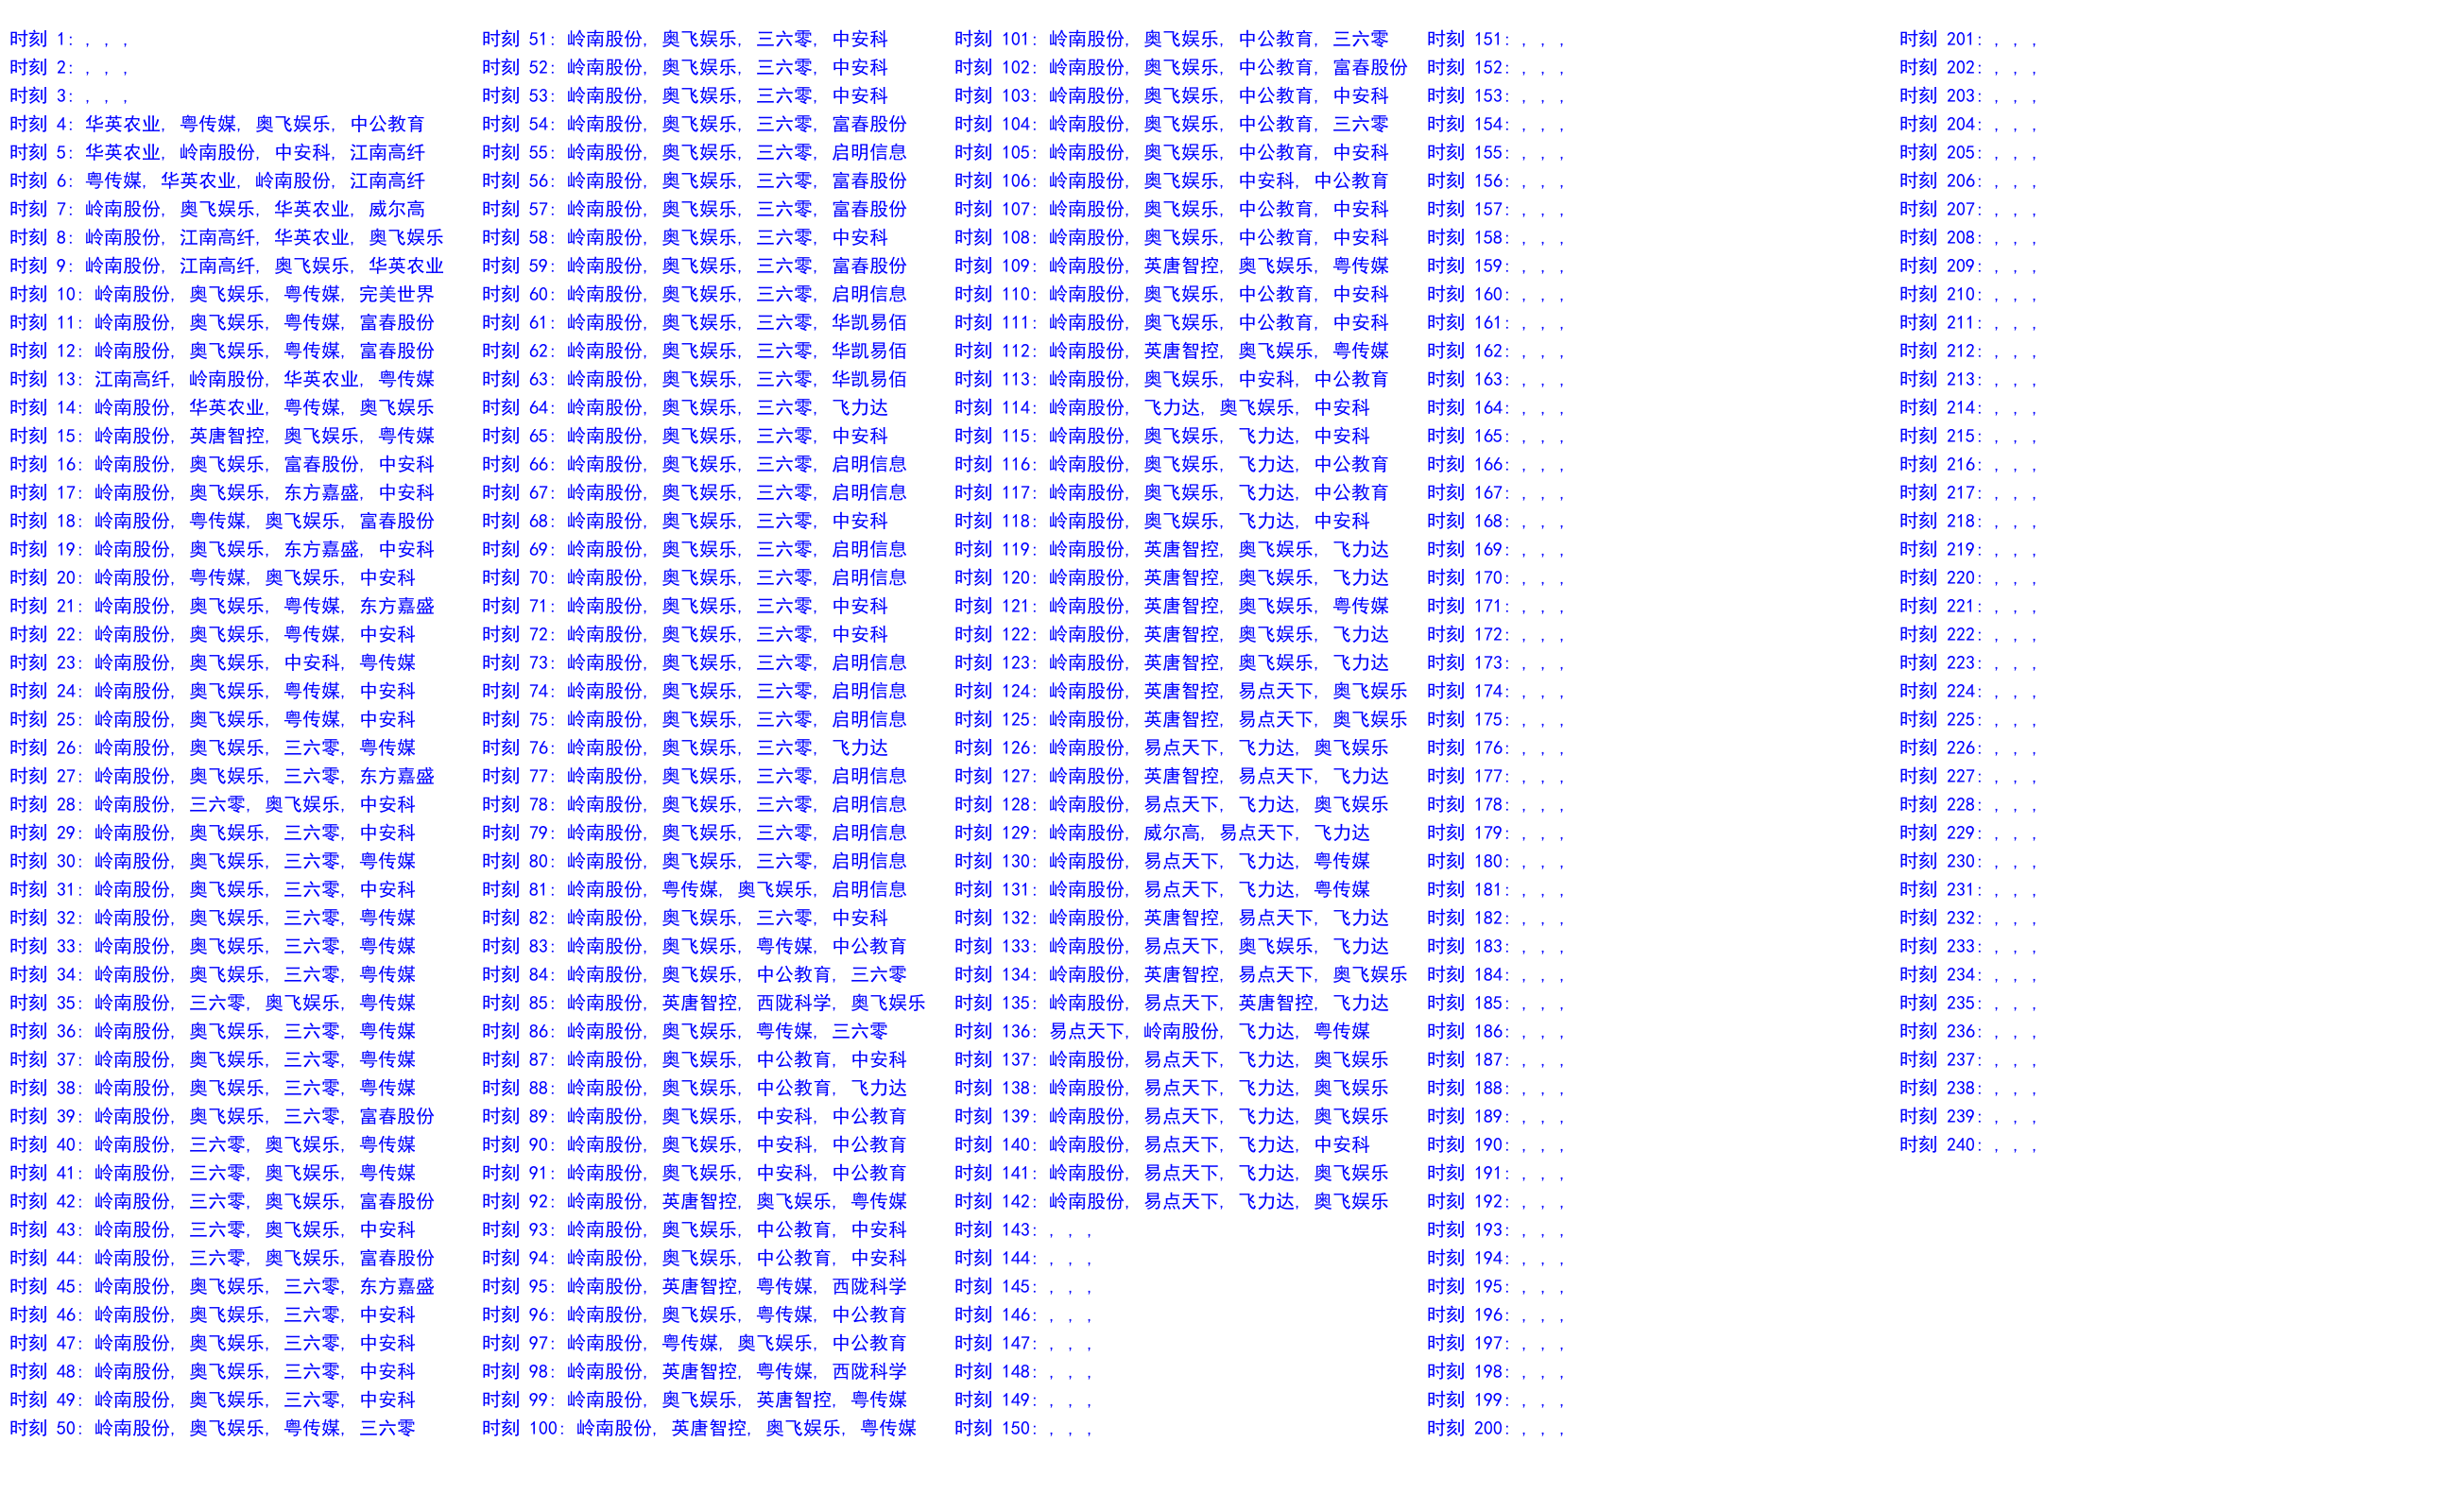 时刻 1: , , ,
时刻 2: , , ,
时刻 3: , , ,
时刻 4: 华英农业, 粤传媒, 奥飞娱乐, 中公教育
时刻 5: 华英农业, 岭南股份, 中安科, 江南高纤
时刻 6: 粤传媒, 华英农业, 岭南股份, 江南高纤
时刻 7: 岭南股份, 奥飞娱乐, 华英农业, 威尔高
时刻 8: 岭南股份, 江南高纤, 华英农业, 奥飞娱乐
时刻 9: 岭南股份, 江南高纤, 奥飞娱乐, 华英农业
时刻 10: 岭南股份, 奥飞娱乐, 粤传媒, 完美世界
时刻 11: 岭南股份, 奥飞娱乐, 粤传媒, 富春股份
时刻 12: 岭南股份, 奥飞娱乐, 粤传媒, 富春股份
时刻 13: 江南高纤, 岭南股份, 华英农业, 粤传媒
时刻 14: 岭南股份, 华英农业, 粤传媒, 奥飞娱乐
时刻 15: 岭南股份, 英唐智控, 奥飞娱乐, 粤传媒
时刻 16: 岭南股份, 奥飞娱乐, 富春股份, 中安科
时刻 17: 岭南股份, 奥飞娱乐, 东方嘉盛, 中安科
时刻 18: 岭南股份, 粤传媒, 奥飞娱乐, 富春股份
时刻 19: 岭南股份, 奥飞娱乐, 东方嘉盛, 中安科
时刻 20: 岭南股份, 粤传媒, 奥飞娱乐, 中安科
时刻 21: 岭南股份, 奥飞娱乐, 粤传媒, 东方嘉盛
时刻 22: 岭南股份, 奥飞娱乐, 粤传媒, 中安科
时刻 23: 岭南股份, 奥飞娱乐, 中安科, 粤传媒
时刻 24: 岭南股份, 奥飞娱乐, 粤传媒, 中安科
时刻 25: 岭南股份, 奥飞娱乐, 粤传媒, 中安科
时刻 26: 岭南股份, 奥飞娱乐, 三六零, 粤传媒
时刻 27: 岭南股份, 奥飞娱乐, 三六零, 东方嘉盛
时刻 28: 岭南股份, 三六零, 奥飞娱乐, 中安科
时刻 29: 岭南股份, 奥飞娱乐, 三六零, 中安科
时刻 30: 岭南股份, 奥飞娱乐, 三六零, 粤传媒
时刻 31: 岭南股份, 奥飞娱乐, 三六零, 中安科
时刻 32: 岭南股份, 奥飞娱乐, 三六零, 粤传媒
时刻 33: 岭南股份, 奥飞娱乐, 三六零, 粤传媒
时刻 34: 岭南股份, 奥飞娱乐, 三六零, 粤传媒
时刻 35: 岭南股份, 三六零, 奥飞娱乐, 粤传媒
时刻 36: 岭南股份, 奥飞娱乐, 三六零, 粤传媒
时刻 37: 岭南股份, 奥飞娱乐, 三六零, 粤传媒
时刻 38: 岭南股份, 奥飞娱乐, 三六零, 粤传媒
时刻 39: 岭南股份, 奥飞娱乐, 三六零, 富春股份
时刻 40: 岭南股份, 三六零, 奥飞娱乐, 粤传媒
时刻 41: 岭南股份, 三六零, 奥飞娱乐, 粤传媒
时刻 42: 岭南股份, 三六零, 奥飞娱乐, 富春股份
时刻 43: 岭南股份, 三六零, 奥飞娱乐, 中安科
时刻 44: 岭南股份, 三六零, 奥飞娱乐, 富春股份
时刻 45: 岭南股份, 奥飞娱乐, 三六零, 东方嘉盛
时刻 46: 岭南股份, 奥飞娱乐, 三六零, 中安科
时刻 47: 岭南股份, 奥飞娱乐, 三六零, 中安科
时刻 48: 岭南股份, 奥飞娱乐, 三六零, 中安科
时刻 49: 岭南股份, 奥飞娱乐, 三六零, 中安科
时刻 50: 岭南股份, 奥飞娱乐, 粤传媒, 三六零
时刻 51: 岭南股份, 奥飞娱乐, 三六零, 中安科
时刻 52: 岭南股份, 奥飞娱乐, 三六零, 中安科
时刻 53: 岭南股份, 奥飞娱乐, 三六零, 中安科
时刻 54: 岭南股份, 奥飞娱乐, 三六零, 富春股份
时刻 55: 岭南股份, 奥飞娱乐, 三六零, 启明信息
时刻 56: 岭南股份, 奥飞娱乐, 三六零, 富春股份
时刻 57: 岭南股份, 奥飞娱乐, 三六零, 富春股份
时刻 58: 岭南股份, 奥飞娱乐, 三六零, 中安科
时刻 59: 岭南股份, 奥飞娱乐, 三六零, 富春股份
时刻 60: 岭南股份, 奥飞娱乐, 三六零, 启明信息
时刻 61: 岭南股份, 奥飞娱乐, 三六零, 华凯易佰
时刻 62: 岭南股份, 奥飞娱乐, 三六零, 华凯易佰
时刻 63: 岭南股份, 奥飞娱乐, 三六零, 华凯易佰
时刻 64: 岭南股份, 奥飞娱乐, 三六零, 飞力达
时刻 65: 岭南股份, 奥飞娱乐, 三六零, 中安科
时刻 66: 岭南股份, 奥飞娱乐, 三六零, 启明信息
时刻 67: 岭南股份, 奥飞娱乐, 三六零, 启明信息
时刻 68: 岭南股份, 奥飞娱乐, 三六零, 中安科
时刻 69: 岭南股份, 奥飞娱乐, 三六零, 启明信息
时刻 70: 岭南股份, 奥飞娱乐, 三六零, 启明信息
时刻 71: 岭南股份, 奥飞娱乐, 三六零, 中安科
时刻 72: 岭南股份, 奥飞娱乐, 三六零, 中安科
时刻 73: 岭南股份, 奥飞娱乐, 三六零, 启明信息
时刻 74: 岭南股份, 奥飞娱乐, 三六零, 启明信息
时刻 75: 岭南股份, 奥飞娱乐, 三六零, 启明信息
时刻 76: 岭南股份, 奥飞娱乐, 三六零, 飞力达
时刻 77: 岭南股份, 奥飞娱乐, 三六零, 启明信息
时刻 78: 岭南股份, 奥飞娱乐, 三六零, 启明信息
时刻 79: 岭南股份, 奥飞娱乐, 三六零, 启明信息
时刻 80: 岭南股份, 奥飞娱乐, 三六零, 启明信息
时刻 81: 岭南股份, 粤传媒, 奥飞娱乐, 启明信息
时刻 82: 岭南股份, 奥飞娱乐, 三六零, 中安科
时刻 83: 岭南股份, 奥飞娱乐, 粤传媒, 中公教育
时刻 84: 岭南股份, 奥飞娱乐, 中公教育, 三六零
时刻 85: 岭南股份, 英唐智控, 西陇科学, 奥飞娱乐
时刻 86: 岭南股份, 奥飞娱乐, 粤传媒, 三六零
时刻 87: 岭南股份, 奥飞娱乐, 中公教育, 中安科
时刻 88: 岭南股份, 奥飞娱乐, 中公教育, 飞力达
时刻 89: 岭南股份, 奥飞娱乐, 中安科, 中公教育
时刻 90: 岭南股份, 奥飞娱乐, 中安科, 中公教育
时刻 91: 岭南股份, 奥飞娱乐, 中安科, 中公教育
时刻 92: 岭南股份, 英唐智控, 奥飞娱乐, 粤传媒
时刻 93: 岭南股份, 奥飞娱乐, 中公教育, 中安科
时刻 94: 岭南股份, 奥飞娱乐, 中公教育, 中安科
时刻 95: 岭南股份, 英唐智控, 粤传媒, 西陇科学
时刻 96: 岭南股份, 奥飞娱乐, 粤传媒, 中公教育
时刻 97: 岭南股份, 粤传媒, 奥飞娱乐, 中公教育
时刻 98: 岭南股份, 英唐智控, 粤传媒, 西陇科学
时刻 99: 岭南股份, 奥飞娱乐, 英唐智控, 粤传媒
时刻 100: 岭南股份, 英唐智控, 奥飞娱乐, 粤传媒
时刻 101: 岭南股份, 奥飞娱乐, 中公教育, 三六零
时刻 102: 岭南股份, 奥飞娱乐, 中公教育, 富春股份
时刻 103: 岭南股份, 奥飞娱乐, 中公教育, 中安科
时刻 104: 岭南股份, 奥飞娱乐, 中公教育, 三六零
时刻 105: 岭南股份, 奥飞娱乐, 中公教育, 中安科
时刻 106: 岭南股份, 奥飞娱乐, 中安科, 中公教育
时刻 107: 岭南股份, 奥飞娱乐, 中公教育, 中安科
时刻 108: 岭南股份, 奥飞娱乐, 中公教育, 中安科
时刻 109: 岭南股份, 英唐智控, 奥飞娱乐, 粤传媒
时刻 110: 岭南股份, 奥飞娱乐, 中公教育, 中安科
时刻 111: 岭南股份, 奥飞娱乐, 中公教育, 中安科
时刻 112: 岭南股份, 英唐智控, 奥飞娱乐, 粤传媒
时刻 113: 岭南股份, 奥飞娱乐, 中安科, 中公教育
时刻 114: 岭南股份, 飞力达, 奥飞娱乐, 中安科
时刻 115: 岭南股份, 奥飞娱乐, 飞力达, 中安科
时刻 116: 岭南股份, 奥飞娱乐, 飞力达, 中公教育
时刻 117: 岭南股份, 奥飞娱乐, 飞力达, 中公教育
时刻 118: 岭南股份, 奥飞娱乐, 飞力达, 中安科
时刻 119: 岭南股份, 英唐智控, 奥飞娱乐, 飞力达
时刻 120: 岭南股份, 英唐智控, 奥飞娱乐, 飞力达
时刻 121: 岭南股份, 英唐智控, 奥飞娱乐, 粤传媒
时刻 122: 岭南股份, 英唐智控, 奥飞娱乐, 飞力达
时刻 123: 岭南股份, 英唐智控, 奥飞娱乐, 飞力达
时刻 124: 岭南股份, 英唐智控, 易点天下, 奥飞娱乐
时刻 125: 岭南股份, 英唐智控, 易点天下, 奥飞娱乐
时刻 126: 岭南股份, 易点天下, 飞力达, 奥飞娱乐
时刻 127: 岭南股份, 英唐智控, 易点天下, 飞力达
时刻 128: 岭南股份, 易点天下, 飞力达, 奥飞娱乐
时刻 129: 岭南股份, 威尔高, 易点天下, 飞力达
时刻 130: 岭南股份, 易点天下, 飞力达, 粤传媒
时刻 131: 岭南股份, 易点天下, 飞力达, 粤传媒
时刻 132: 岭南股份, 英唐智控, 易点天下, 飞力达
时刻 133: 岭南股份, 易点天下, 奥飞娱乐, 飞力达
时刻 134: 岭南股份, 英唐智控, 易点天下, 奥飞娱乐
时刻 135: 岭南股份, 易点天下, 英唐智控, 飞力达
时刻 136: 易点天下, 岭南股份, 飞力达, 粤传媒
时刻 137: 岭南股份, 易点天下, 飞力达, 奥飞娱乐
时刻 138: 岭南股份, 易点天下, 飞力达, 奥飞娱乐
时刻 139: 岭南股份, 易点天下, 飞力达, 奥飞娱乐
时刻 140: 岭南股份, 易点天下, 飞力达, 中安科
时刻 141: 岭南股份, 易点天下, 飞力达, 奥飞娱乐
时刻 142: 岭南股份, 易点天下, 飞力达, 奥飞娱乐
时刻 143: , , ,
时刻 144: , , ,
时刻 145: , , ,
时刻 146: , , ,
时刻 147: , , ,
时刻 148: , , ,
时刻 149: , , ,
时刻 150: , , ,
时刻 151: , , ,
时刻 152: , , ,
时刻 153: , , ,
时刻 154: , , ,
时刻 155: , , ,
时刻 156: , , ,
时刻 157: , , ,
时刻 158: , , ,
时刻 159: , , ,
时刻 160: , , ,
时刻 161: , , ,
时刻 162: , , ,
时刻 163: , , ,
时刻 164: , , ,
时刻 165: , , ,
时刻 166: , , ,
时刻 167: , , ,
时刻 168: , , ,
时刻 169: , , ,
时刻 170: , , ,
时刻 171: , , ,
时刻 172: , , ,
时刻 173: , , ,
时刻 174: , , ,
时刻 175: , , ,
时刻 176: , , ,
时刻 177: , , ,
时刻 178: , , ,
时刻 179: , , ,
时刻 180: , , ,
时刻 181: , , ,
时刻 182: , , ,
时刻 183: , , ,
时刻 184: , , ,
时刻 185: , , ,
时刻 186: , , ,
时刻 187: , , ,
时刻 188: , , ,
时刻 189: , , ,
时刻 190: , , ,
时刻 191: , , ,
时刻 192: , , ,
时刻 193: , , ,
时刻 194: , , ,
时刻 195: , , ,
时刻 196: , , ,
时刻 197: , , ,
时刻 198: , , ,
时刻 199: , , ,
时刻 200: , , ,
时刻 201: , , ,
时刻 202: , , ,
时刻 203: , , ,
时刻 204: , , ,
时刻 205: , , ,
时刻 206: , , ,
时刻 207: , , ,
时刻 208: , , ,
时刻 209: , , ,
时刻 210: , , ,
时刻 211: , , ,
时刻 212: , , ,
时刻 213: , , ,
时刻 214: , , ,
时刻 215: , , ,
时刻 216: , , ,
时刻 217: , , ,
时刻 218: , , ,
时刻 219: , , ,
时刻 220: , , ,
时刻 221: , , ,
时刻 222: , , ,
时刻 223: , , ,
时刻 224: , , ,
时刻 225: , , ,
时刻 226: , , ,
时刻 227: , , ,
时刻 228: , , ,
时刻 229: , , ,
时刻 230: , , ,
时刻 231: , , ,
时刻 232: , , ,
时刻 233: , , ,
时刻 234: , , ,
时刻 235: , , ,
时刻 236: , , ,
时刻 237: , , ,
时刻 238: , , ,
时刻 239: , , ,
时刻 240: , , ,